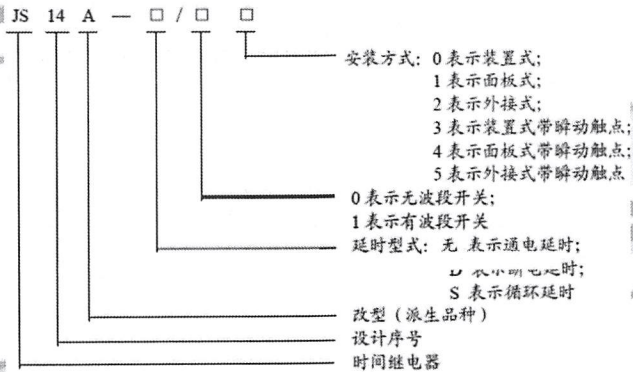 JS 14 A — □ / □ □
安装方式: 0表示装置式;
1表示面板式;
2表示外接式;
3表示装置式带瞬动触点;
4表示面板式带瞬动触点;
5表示外接式带瞬动触点
0表示无波段开关;
1表示有波段开关
延时型式: 无 表示通电延时;
D 表示断电延时;
S 表示循环延时
改型 (派生品种)
设计序号
时间继电器